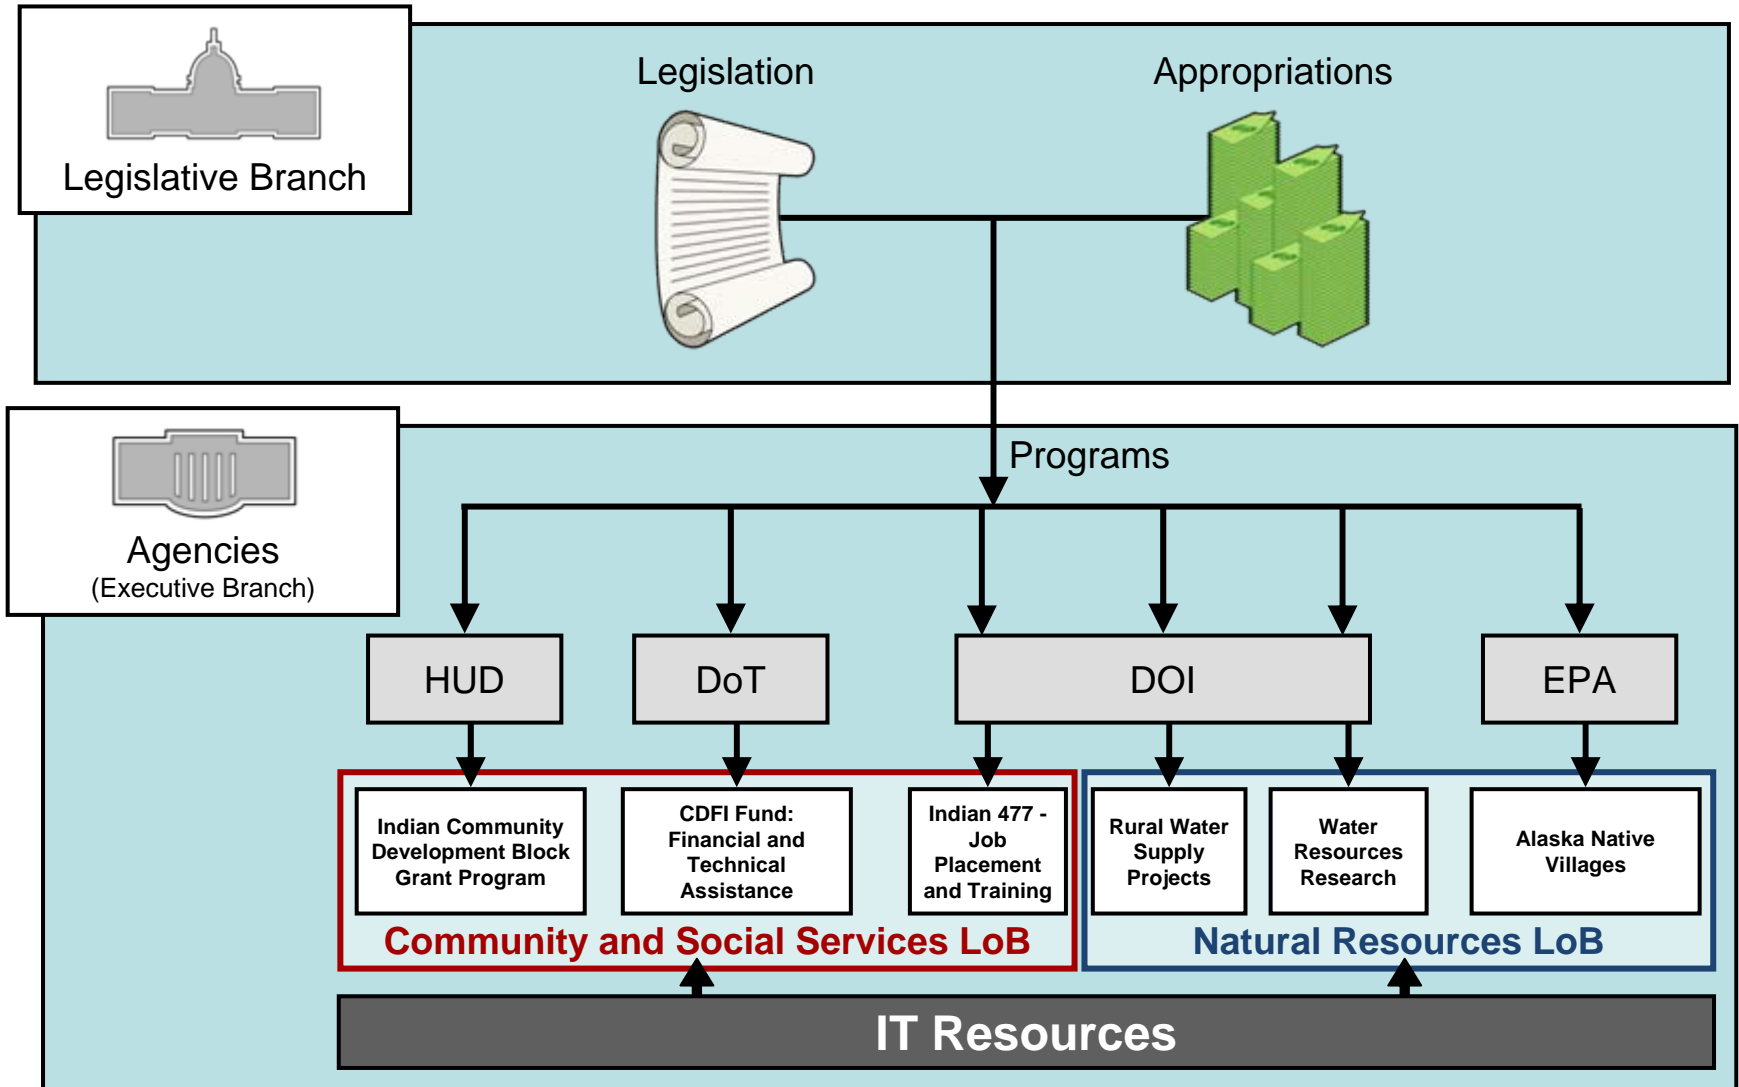 Legislative Branch
Legislation
Appropriations
Agencies
(Executive Branch)
Programs
HUD
DoT
DOI
EPA
Indian Community
Development Block
Grant Program
CDFI Fund:
Financial and
Technical
Assistance
Indian 477 -
Job
Placement
and Training
Rural Water
Supply
Projects
Water
Resources
Research
Alaska Native
Villages
Community and Social Services LoB
Natural Resources LoB
IT Resources